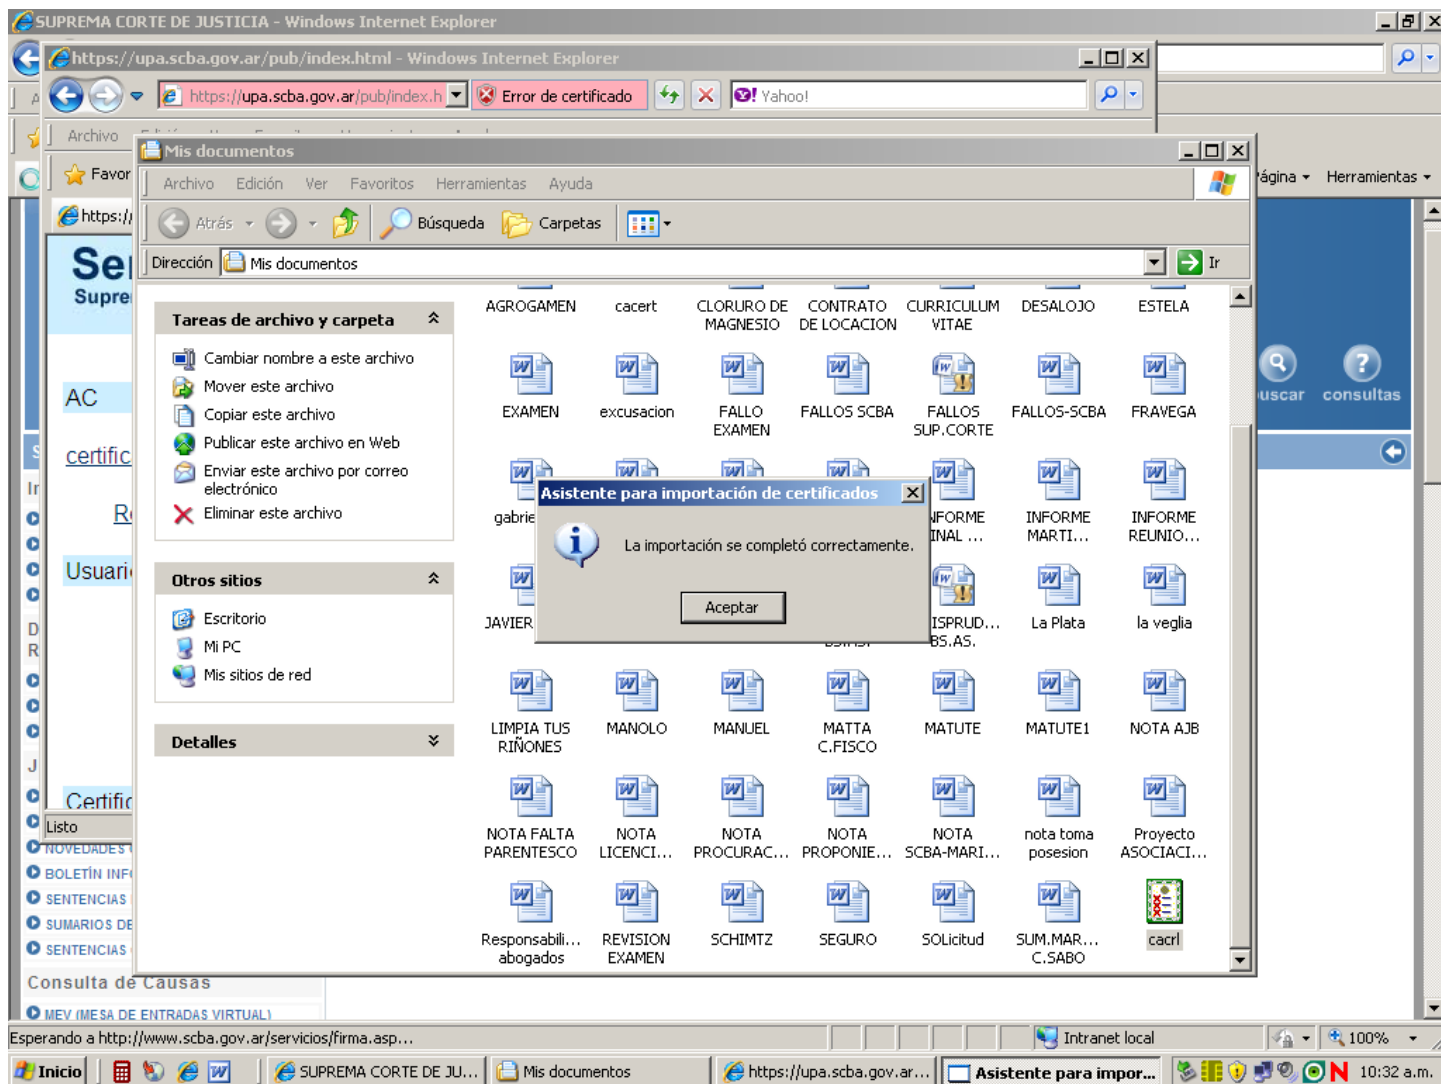 SUPREMA CORTE DE JUSTICIA - Windows Internet Explorer
https://upa.scba.gov.ar/pub/index.html - Windows Internet Explorer
https://upa.scba.gov.ar/pub/index.h
Error de certificado
Yahoo!
Archivo
Favor
Página
Herramientas
https://
Mis documentos
Archivo Edición Ver Favoritos Herramientas Ayuda
Atrás
Búsqueda
Carpetas
Dirección Mis documentos
Ir
Ser
Supre
AC
certific
R
Usuari
Certific
Listo
Tareas de archivo y carpeta
Cambiar nombre a este archivo
Mover este archivo
Copiar este archivo
Publicar este archivo en Web
Enviar este archivo por correo
electrónico
Eliminar este archivo
Otros sitios
Escritorio
Mi PC
Mis sitios de red
Detalles
AGROGAMEN cacert CLORURO DE CONTRATO CURRICULUM DESALOJO ESTELA
MAGNESIO DE LOCACION VITAE
EXAMEN excusacion FALLO FALLOS SCBA FALLOS FALLOS-SCBA FRAVEGA
EXAMEN SUP.CORTE
gabrie NFORME INFORME INFORME
INAL ... MARTI... REUNIO...
JAVIER ISPRUD... La Plata la veglia
BS.AS.
LIMPIA TUS MANOLO MANUEL MATTA MATUTE MATUTE1 NOTA AJB
RIÑONES C.FISCO
NOTA FALTA NOTA NOTA NOTA NOTA nota toma Proyecto
PARENTESCO LICENCI... PROCURAC... PROPONIE... SCBA-MARI... posesion ASOCIACI...
Responsabili... REVISION SCHIMTZ SEGURO SOLicitud SUM.MAR... cacrl
abogados EXAMEN C.SABO
Asistente para importación de certificados
La importación se completó correctamente.
Aceptar
buscar consultas
NOVEDADES
BOLETÍN INF
SENTENCIAS
SUMARIOS DE
SENTENCIAS
Consulta de Causas
MEV (MESA DE ENTRADAS VIRTUAL)
Esperando a http://www.scba.gov.ar/servicios/firma.asp...
Intranet local
100%
Inicio
SUPREMA CORTE DE JU...
Mis documentos
https://upa.scba.gov.ar...
Asistente para impor...
10:32 a.m.